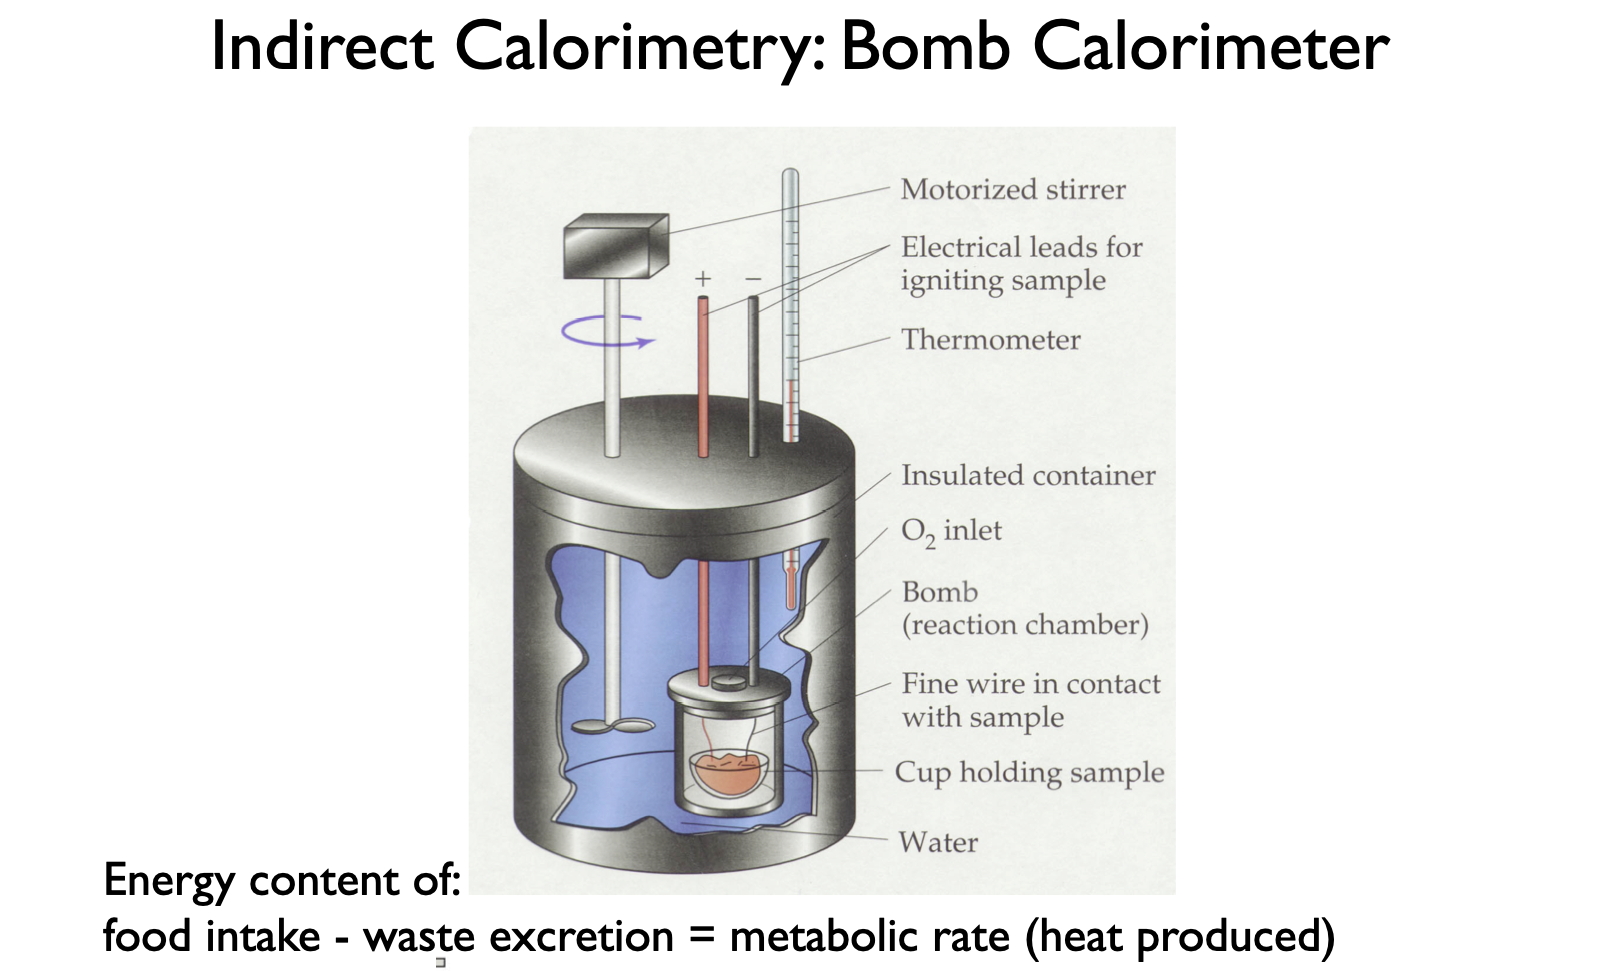 Indirect Calorimetry: Bomb Calorimeter
Motorized stirrer
Electrical leads for
igniting sample
+ −
Thermometer
Insulated container
O₂ inlet
Bomb
(reaction chamber)
Fine wire in contact
with sample
Cup holding sample
Water
Energy content of:
food intake - waste excretion = metabolic rate (heat produced)